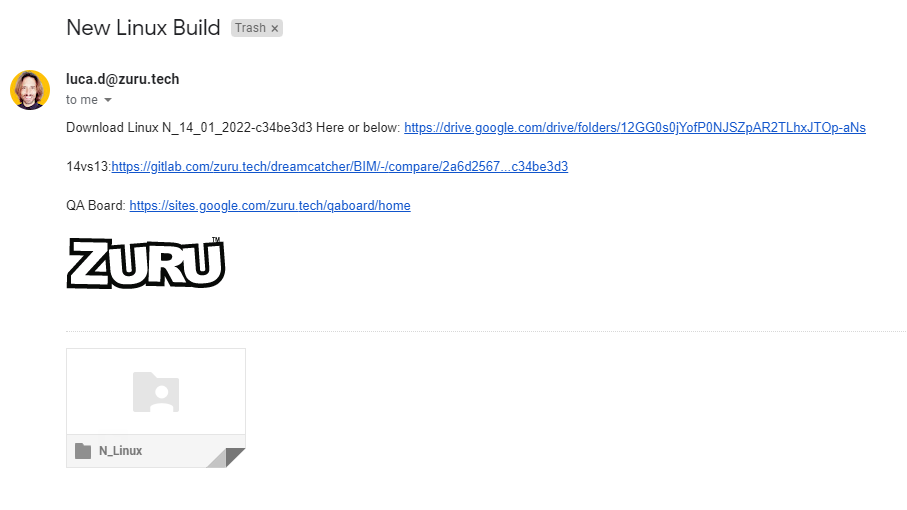 New Linux Build Trash ×
luca.d@zuru.tech
to me
Download Linux N_14_01_2022-c34be3d3 Here or below: https://drive.google.com/drive/folders/12GG0s0jYofP0NJSZpAR2TLhxJTOp-aNs
14vs13:https://gitlab.com/zuru.tech/dreamcatcher/BIM/-/compare/2a6d2567...c34be3d3
QA Board: https://sites.google.com/zuru.tech/qaboard/home
ZURU™
N_Linux